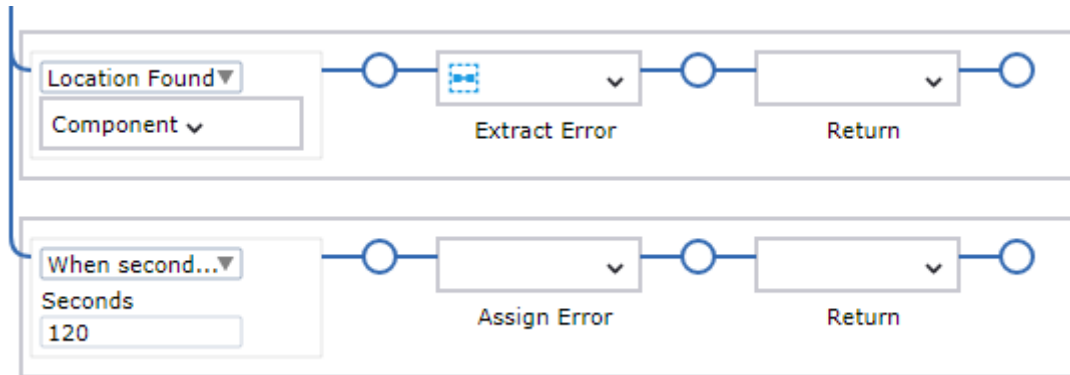 Location Found
Component
Extract Error
Return
When second...
Seconds
120
Assign Error
Return